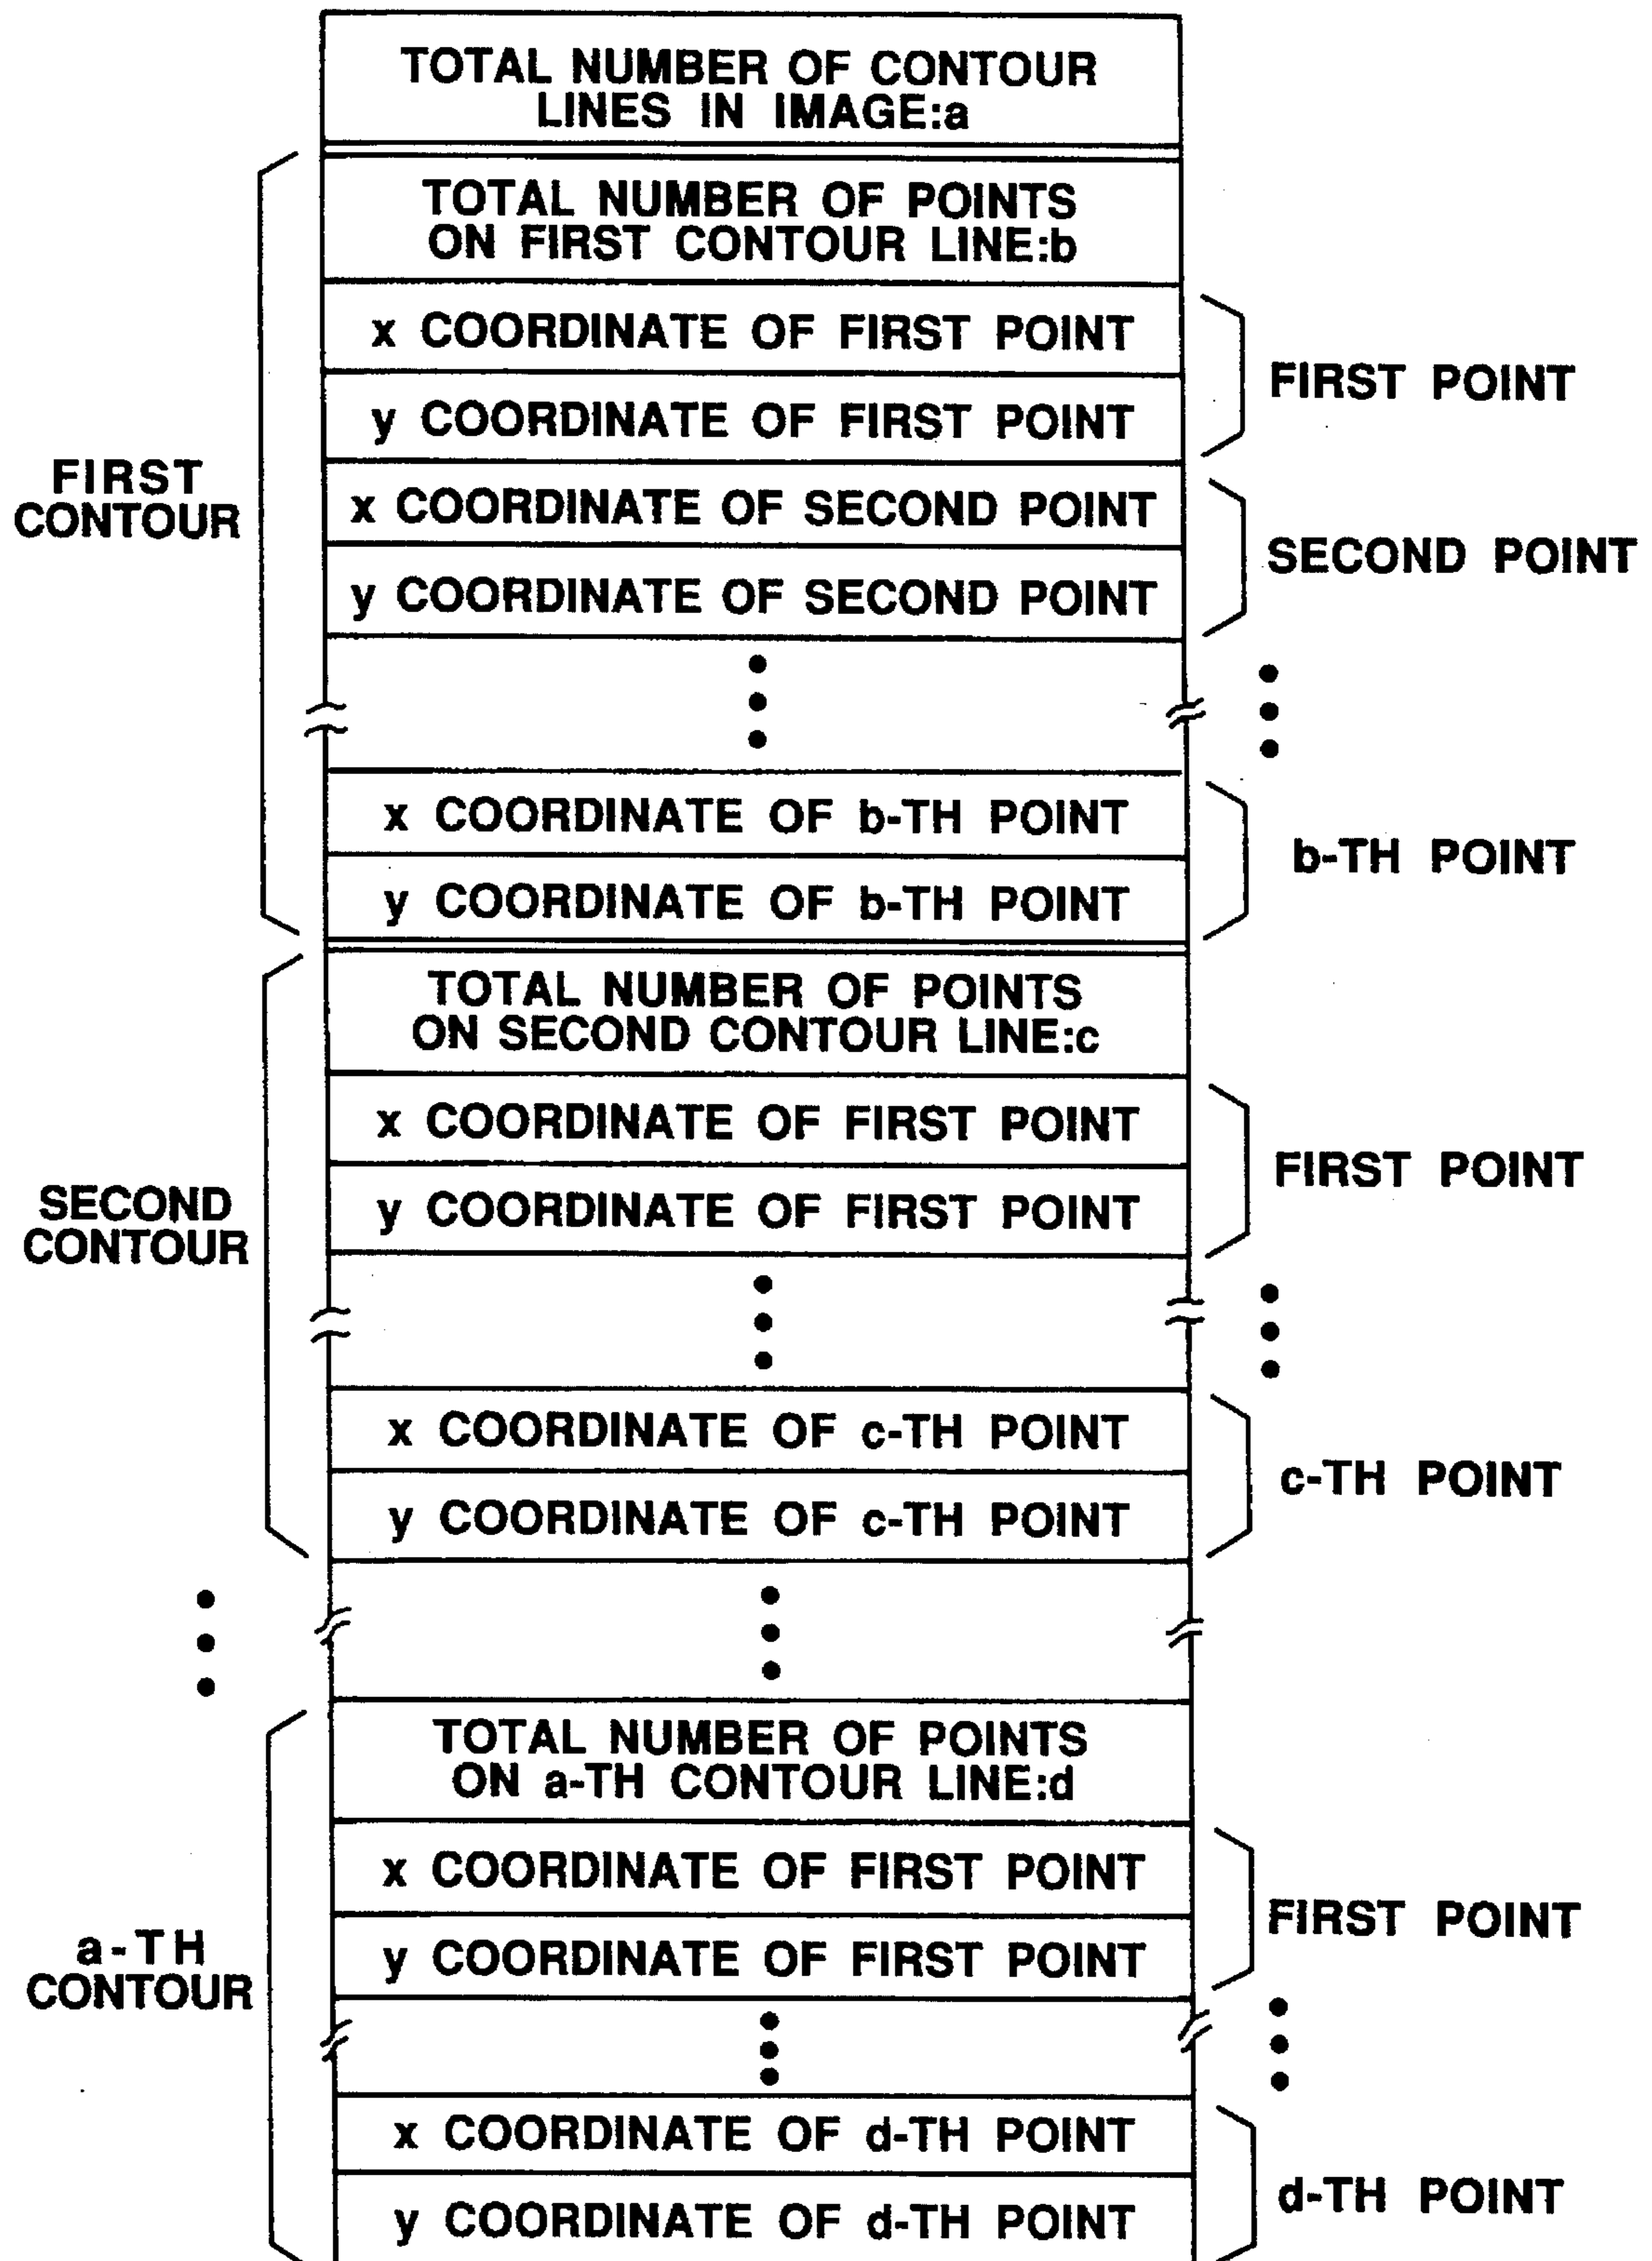 TOTAL NUMBER OF CONTOUR
LINES IN IMAGE:a
TOTAL NUMBER OF POINTS
ON FIRST CONTOUR LINE:b
x COORDINATE OF FIRST POINT
y COORDINATE OF FIRST POINT
FIRST POINT
FIRST
CONTOUR
x COORDINATE OF SECOND POINT
y COORDINATE OF SECOND POINT
SECOND POINT
x COORDINATE OF b-TH POINT
y COORDINATE OF b-TH POINT
b-TH POINT
TOTAL NUMBER OF POINTS
ON SECOND CONTOUR LINE:c
x COORDINATE OF FIRST POINT
y COORDINATE OF FIRST POINT
FIRST POINT
SECOND
CONTOUR
x COORDINATE OF c-TH POINT
y COORDINATE OF c-TH POINT
c-TH POINT
TOTAL NUMBER OF POINTS
ON a-TH CONTOUR LINE:d
x COORDINATE OF FIRST POINT
y COORDINATE OF FIRST POINT
FIRST POINT
a-TH
CONTOUR
x COORDINATE OF d-TH POINT
y COORDINATE OF d-TH POINT
d-TH POINT